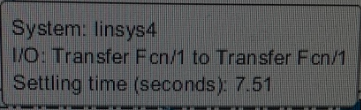 System: linsys4
I/O: Transfer Fcn/1 to Transfer Fcn/1
Settling time (seconds): 7.51